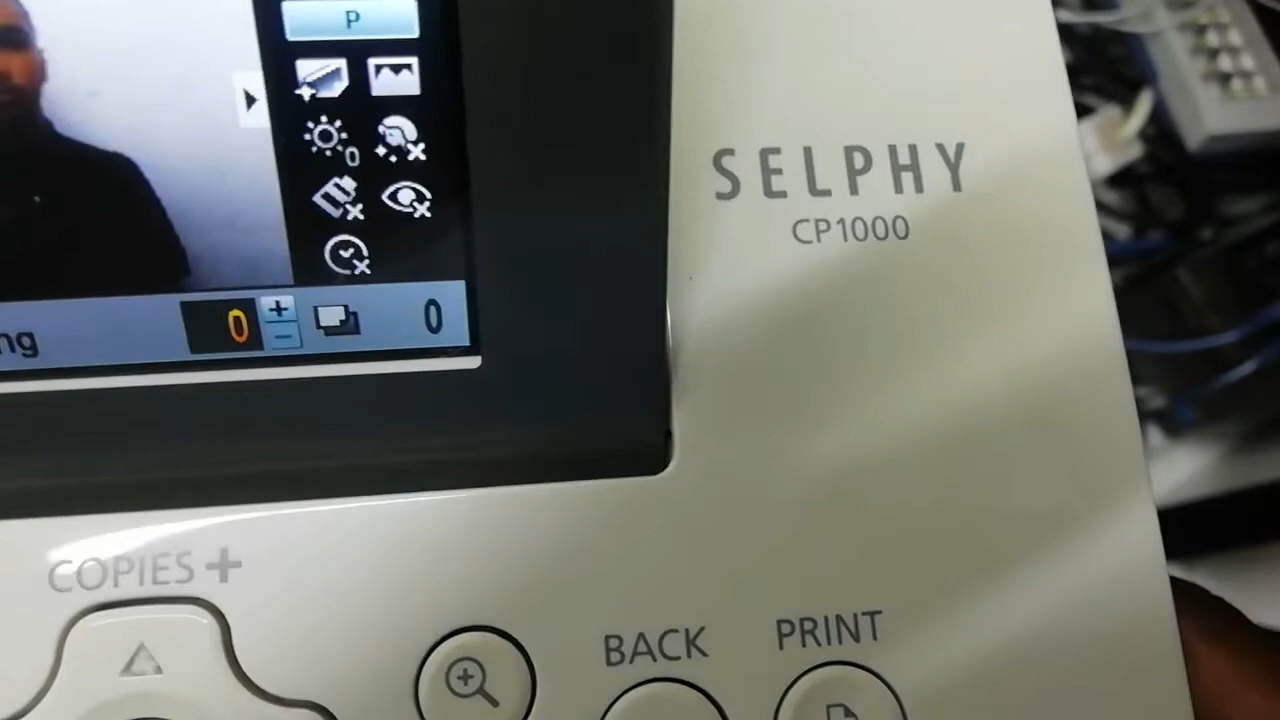 P
SELPHY
CP1000
0
ng
0
+
−
0
COPIES+
BACK
PRINT